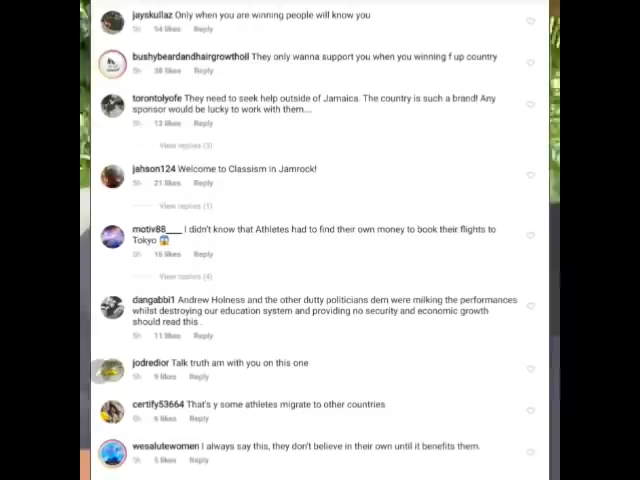 jayskullaz Only when you are winning people will know you
5h 54 likes Reply
bushybeardandhairgrowthoil They only wanna support you when you winning f up country
5h 38 likes Reply
torontolyofe They need to seek help outside of Jamaica. The country is such a brand! Any
sponsor would be lucky to work with them....
5h 13 likes Reply
View replies (3)
jahson124 Welcome to Classism in Jamrock!
5h 21 likes Reply
View replies (1)
motiv88____ I didn't know that Athletes had to find their own money to book their flights to
Tokyo 😱
5h 16 likes Reply
View replies (4)
dangabbi1 Andrew Holness and the other dutty politicians dem were milking the performances
whilst destroying our education system and providing no security and economic growth
should read this .
5h 11 likes Reply
jodredior Talk truth am with you on this one
5h 9 likes Reply
certify53664 That'y some athletes migrate to other countries
6 likes Reply
wesalutewomen I always say this, they don't believe in their own until it benefits them.
5h 5 likes Reply